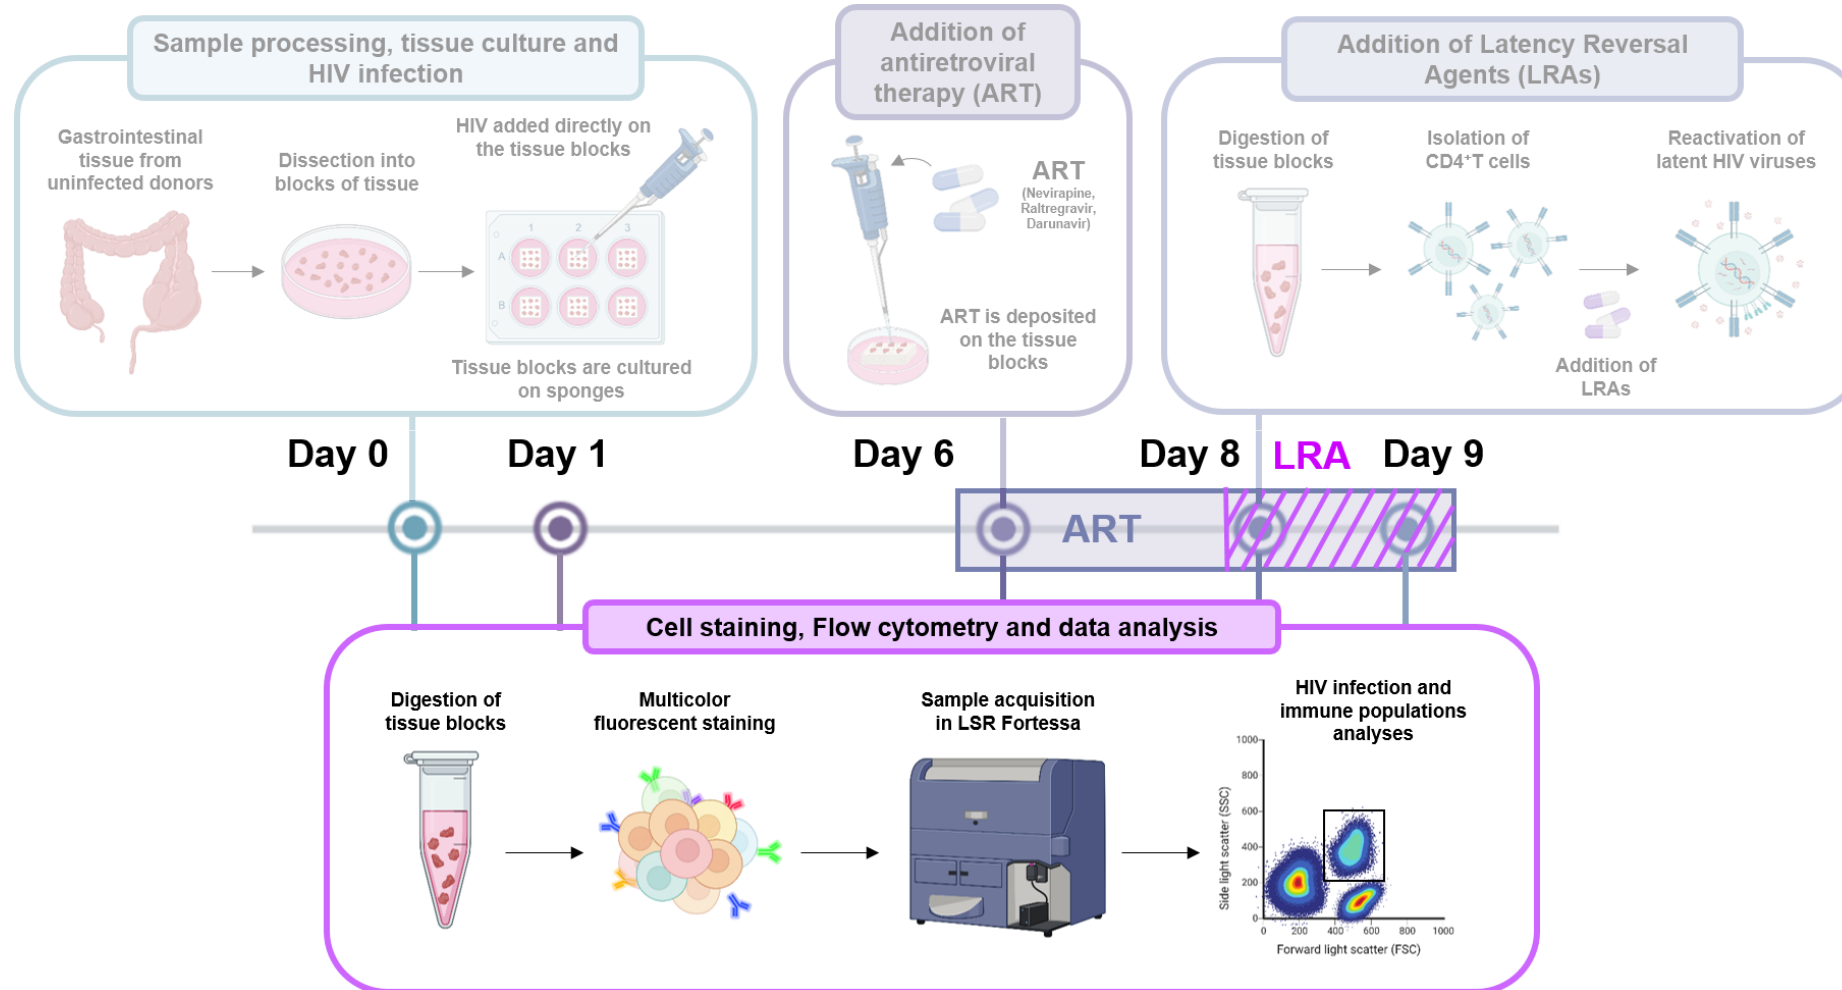 Sample processing, tissue culture and
HIV infection
Gastrointestinal
tissue from
uninfected donors
Dissection into
blocks of tissue
HIV added directly on
the tissue blocks
1 2 3
A
B
Tissue blocks are cultured
on sponges
Addition of
antiretroviral
therapy (ART)
ART
(Nevirapine,
Raltregravir,
Darunavir)
ART is deposited
on the tissue
blocks
Addition of Latency Reversal
Agents (LRAs)
Digestion of
tissue blocks
Isolation of
CD4⁺T cells
Reactivation of
latent HIV viruses
Addition of
LRAs
Day 0
Day 1
Day 6
Day 8
LRA
Day 9
ART
Cell staining, Flow cytometry and data analysis
Digestion of
tissue blocks
Multicolor
fluorescent staining
Sample acquisition
in LSR Fortessa
HIV infection and
immune populations
analyses
Side light scatter (SSC)
1000
800
600
400
200
0
0 200 400 600 800 1000
Forward light scatter (FSC)